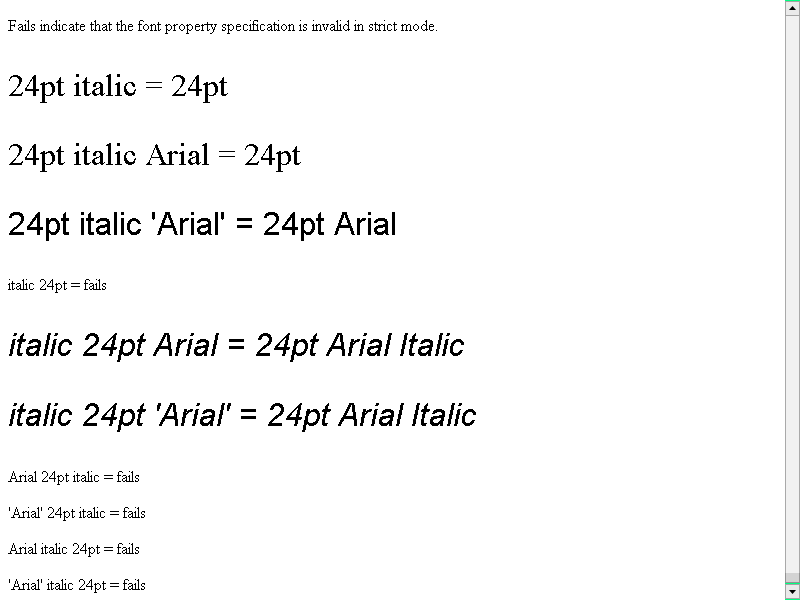 Fails indicate that the font property specification is invalid in strict mode.
24pt italic = 24pt
24pt italic Arial = 24pt
24pt italic 'Arial' = 24pt Arial
italic 24pt = fails
italic 24pt Arial = 24pt Arial Italic
italic 24pt 'Arial' = 24pt Arial Italic
Arial 24pt italic = fails
'Arial' 24pt italic = fails
Arial italic 24pt = fails
'Arial' italic 24pt = fails